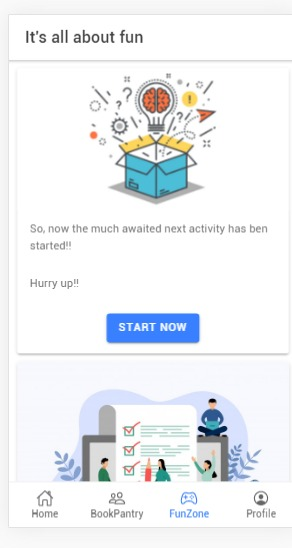 It's all about fun
So, now the much awaited next activity has ben
started!!
Hurry up!!
START NOW
Home
BookPantry
FunZone
Profile